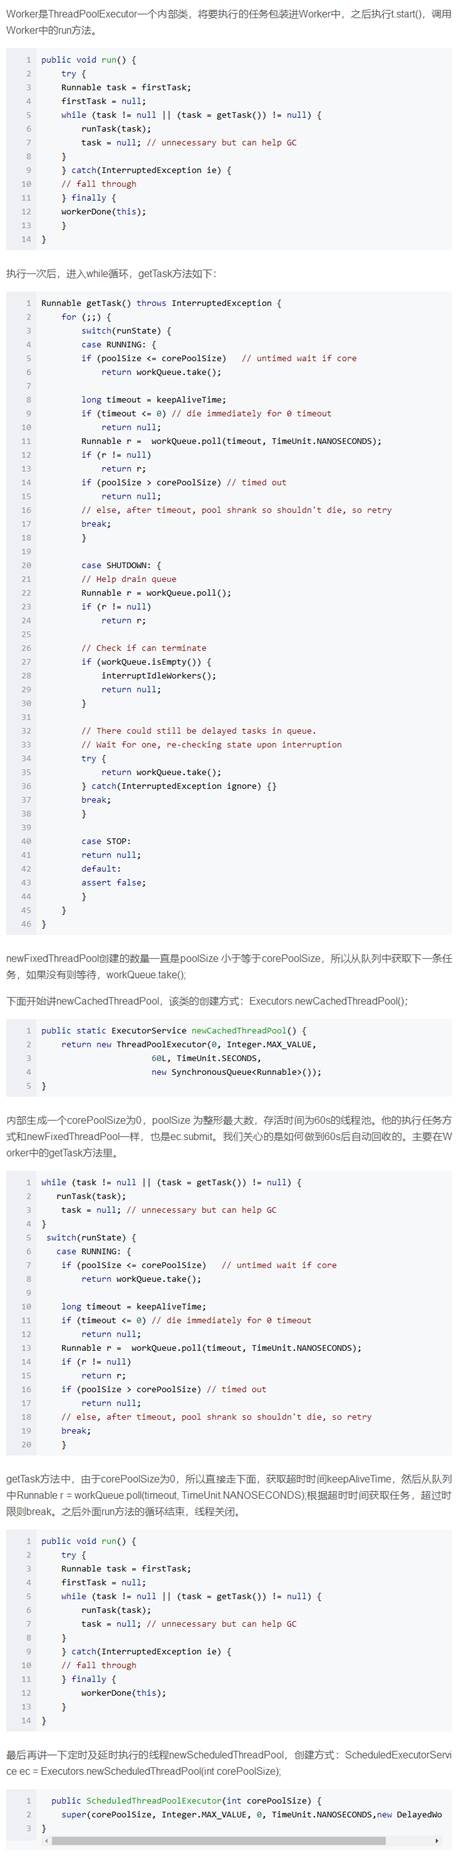 Worker是ThreadPoolExecutor一个内部类，将要执行的任务包装进Worker中，之后执行t.start()，调用
Worker中的run方法。
1 public void run() {
2 try {
3 Runnable task = firstTask;
4 firstTask = null;
5 while (task != null || (task = getTask()) != null) {
6 runTask(task);
7 task = null; // unnecessary but can help GC
8 }
9 } catch(InterruptedException ie) {
10 // fall through
11 } finally {
12 workerDone(this);
13 }
14 }
执行一次后，进入while循环，getTask方法如下：
1 Runnable getTask() throws InterruptedException {
2 for (;;) {
3 switch(runState) {
4 case RUNNING: {
5 if (poolSize <= corePoolSize) // untimed wait if core
6 return workQueue.take();
7
8 long timeout = keepAliveTime;
9 if (timeout <= 0) // die immediately for 0 timeout
10 return null;
11 Runnable r = workQueue.poll(timeout, TimeUnit.NANOSECONDS);
12 if (r != null)
13 return r;
14 if (poolSize > corePoolSize) // timed out
15 return null;
16 // else, after timeout, pool shrank so shouldn't die, so retry
17 break;
18 }
19
20 case SHUTDOWN: {
21 // Help drain queue
22 Runnable r = workQueue.poll();
23 if (r != null)
24 return r;
25
26 // Check if can terminate
27 if (workQueue.isEmpty()) {
28 interruptIdleWorkers();
29 return null;
30 }
31
32 // There could still be delayed tasks in queue.
33 // Wait for one, re-checking state upon interruption
34 try {
35 return workQueue.take();
36 } catch(InterruptedException ignore) {}
37 break;
38 }
39
40 case STOP:
41 return null;
42 default:
43 assert false;
44 }
45 }
46 }
newFixedThreadPool创建的数量一直是poolSize 小于等于corePoolSize，所以从队列中获取下一条任
务，如果没有则等待，workQueue.take();
下面开始讲newCachedThreadPool，该类的创建方式：Executors.newCachedThreadPool()；
1 public static ExecutorService newCachedThreadPool() {
2 return new ThreadPoolExecutor(0, Integer.MAX_VALUE,
3 60L, TimeUnit.SECONDS,
4 new SynchronousQueue<Runnable>());
5 }
内部生成一个corePoolSize为0，poolSize 为整形最大数，存活时间为60s的线程池。他的执行任务方
式和newFixedThreadPool一样，也是ec.submit。我们关心的是如何做到60s后自动回收的。主要在W
orker中的getTask方法里。
1 while (task != null || (task = getTask()) != null) {
2 runTask(task);
3 task = null; // unnecessary but can help GC
4 }
5 switch(runState) {
6 case RUNNING: {
7 if (poolSize <= corePoolSize) // untimed wait if core
8 return workQueue.take();
9
10 long timeout = keepAliveTime;
11 if (timeout <= 0) // die immediately for 0 timeout
12 return null;
13 Runnable r = workQueue.poll(timeout, TimeUnit.NANOSECONDS);
14 if (r != null)
15 return r;
16 if (poolSize > corePoolSize) // timed out
17 return null;
18 // else, after timeout, pool shrank so shouldn't die, so retry
19 break;
20 }
getTask方法中，由于corePoolSize为0，所以直接走下面，获取超时时间keepAliveTime，然后从队列
中Runnable r = workQueue.poll(timeout, TimeUnit.NANOSECONDS);根据超时时间获取任务，超过时
限则break。之后外面run方法的循环结束，线程关闭。
1 public void run() {
2 try {
3 Runnable task = firstTask;
4 firstTask = null;
5 while (task != null || (task = getTask()) != null) {
6 runTask(task);
7 task = null; // unnecessary but can help GC
8 }
9 } catch(InterruptedException ie) {
10 // fall through
11 } finally {
12 workerDone(this);
13 }
14 }
最后再讲一下定时及延时执行的线程newScheduledThreadPool，创建方式：ScheduledExecutorServi
ce ec = Executors.newScheduledThreadPool(int corePoolSize);
1 public ScheduledThreadPoolExecutor(int corePoolSize) {
2 super(corePoolSize, Integer.MAX_VALUE, 0, TimeUnit.NANOSECONDS,new DelayedWo
3 }